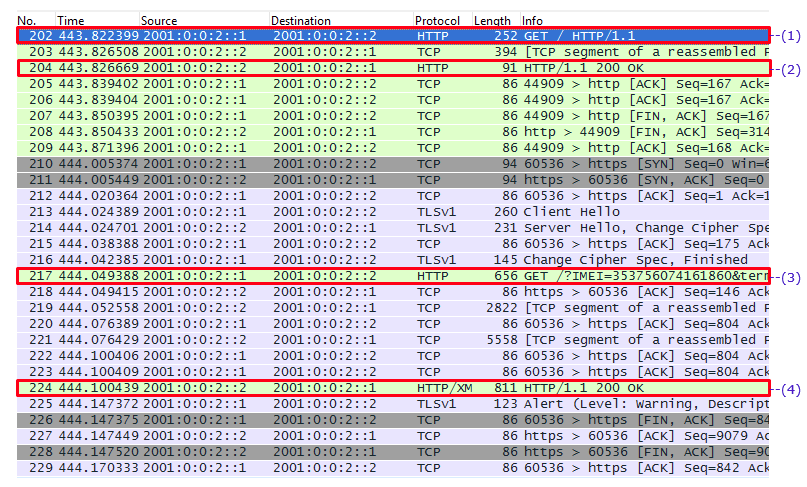 No. Time Source Destination Protocol Length Info
202 443.822399 2001:0:0:2::1 2001:0:0:2::2 HTTP 252 GET / HTTP/1.1 (1)
203 443.826508 2001:0:0:2::2 2001:0:0:2::1 TCP 394 [TCP segment of a reassembled P
204 443.826669 2001:0:0:2::2 2001:0:0:2::1 HTTP 91 HTTP/1.1 200 OK (2)
205 443.839402 2001:0:0:2::1 2001:0:0:2::2 TCP 86 44909 > http [ACK] Seq=167 Ack=
206 443.839404 2001:0:0:2::1 2001:0:0:2::2 TCP 86 44909 > http [ACK] Seq=167 Ack=
207 443.850395 2001:0:0:2::1 2001:0:0:2::2 TCP 86 44909 > http [FIN, ACK] Seq=167
208 443.850433 2001:0:0:2::2 2001:0:0:2::1 TCP 86 http > 44909 [FIN, ACK] Seq=314
209 443.871396 2001:0:0:2::1 2001:0:0:2::2 TCP 86 44909 > http [ACK] Seq=168 Ack=
210 444.005374 2001:0:0:2::1 2001:0:0:2::2 TCP 94 60536 > https [SYN] Seq=0 Win=6
211 444.005449 2001:0:0:2::2 2001:0:0:2::1 TCP 94 https > 60536 [SYN, ACK] Seq=0
212 444.020364 2001:0:0:2::1 2001:0:0:2::2 TCP 86 60536 > https [ACK] Seq=1 Ack=1
213 444.024389 2001:0:0:2::1 2001:0:0:2::2 TLSv1 260 Client Hello
214 444.024701 2001:0:0:2::2 2001:0:0:2::1 TLSv1 231 Server Hello, Change Cipher Spe
215 444.038388 2001:0:0:2::1 2001:0:0:2::2 TCP 86 60536 > https [ACK] Seq=175 Ack
216 444.042385 2001:0:0:2::1 2001:0:0:2::2 TLSv1 145 Change Cipher Spec, Finished
217 444.049388 2001:0:0:2::1 2001:0:0:2::2 HTTP 656 GET /?IMEI=353756074161860&terr (3)
218 444.049415 2001:0:0:2::2 2001:0:0:2::1 TCP 86 https > 60536 [ACK] Seq=146 Ack
219 444.052558 2001:0:0:2::2 2001:0:0:2::1 TCP 2822 [TCP segment of a reassembled P
220 444.076389 2001:0:0:2::1 2001:0:0:2::2 TCP 86 60536 > https [ACK] Seq=804 Ack
221 444.076429 2001:0:0:2::2 2001:0:0:2::1 TCP 5558 [TCP segment of a reassembled P
222 444.100406 2001:0:0:2::1 2001:0:0:2::2 TCP 86 60536 > https [ACK] Seq=804 Ack
223 444.100409 2001:0:0:2::1 2001:0:0:2::2 TCP 86 60536 > https [ACK] Seq=804 Ack
224 444.100439 2001:0:0:2::2 2001:0:0:2::1 HTTP/XM 811 HTTP/1.1 200 OK (4)
225 444.147372 2001:0:0:2::1 2001:0:0:2::2 TLSv1 123 Alert (Level: Warning, Descript
226 444.147375 2001:0:0:2::1 2001:0:0:2::2 TCP 86 60536 > https [FIN, ACK] Seq=84
227 444.147449 2001:0:0:2::2 2001:0:0:2::1 TCP 86 https > 60536 [ACK] Seq=9079 Ac
228 444.147520 2001:0:0:2::2 2001:0:0:2::1 TCP 86 https > 60536 [FIN, ACK] Seq=90
229 444.170333 2001:0:0:2::1 2001:0:0:2::2 TCP 86 60536 > https [ACK] Seq=842 Ack